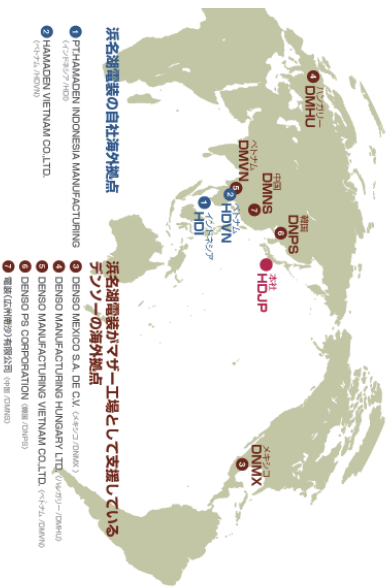 4 ハンガリー
DMHU
ベトナム
DMVN
5
中国
DMNS
7
韓国
DNPS
6
2 ベトナム
HDVN
1 インドネシア
HDI
本社
HDJP
メキシコ
DNMX
3
浜名湖電装の自社海外拠点
1 PT.HAMADEN INDONESIA MANUFACTURING
(インドネシア/HDI)
2 HAMADEN VIETNAM CO.,LTD.
(ベトナム/HDVN)
浜名湖電装がマザー工場として支援している
デンソーの海外拠点
3 DENSO MEXICO S.A. DE C.V. (メキシコ/DNMX)
4 DENSO MANUFACTURING HUNGARY LTD. (ハンガリー/DMHU)
5 DENSO MANUFACTURING VIETNAM CO.,LTD. (ベトナム/DMVN)
6 DENSO PS CORPORATION (韓国/DNPS)
7 電装(広州南沙)有限公司 (中国/DMNS)